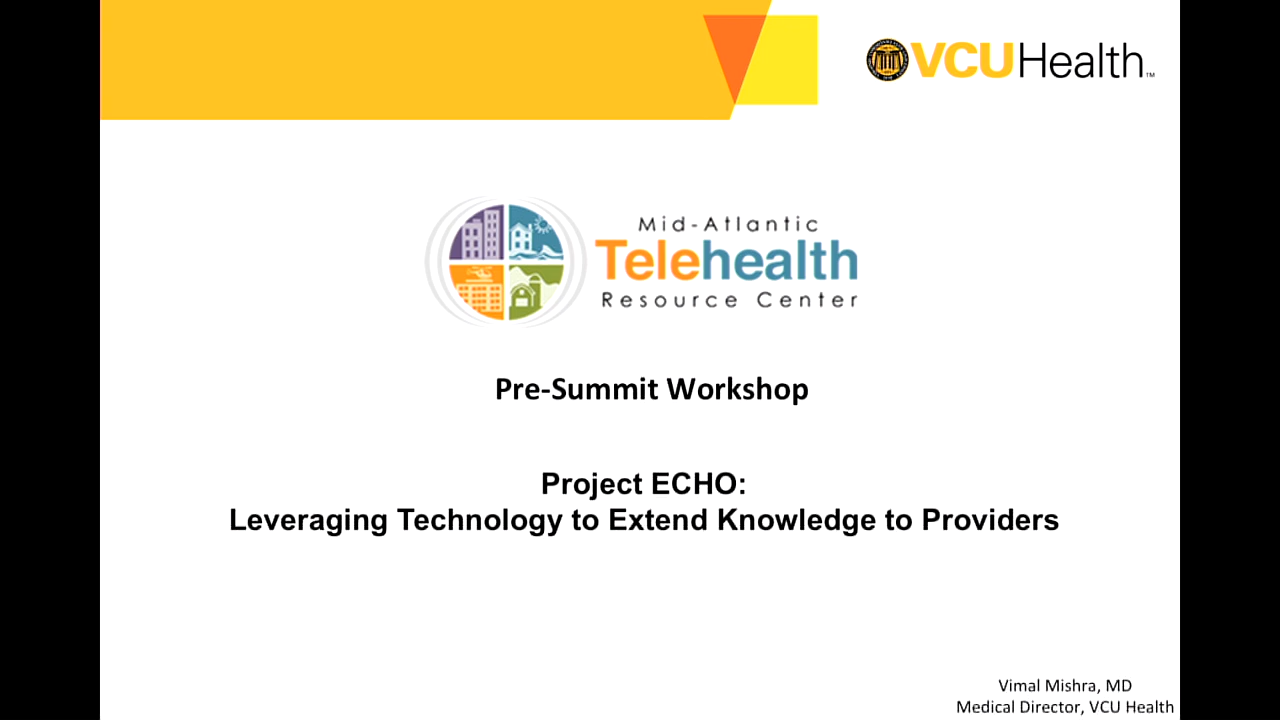 VCUHealth™
Mid-Atlantic
Telehealth
Resource Center
Pre-Summit Workshop
Project ECHO:
Leveraging Technology to Extend Knowledge to Providers
Vimal Mishra, MD
Medical Director, VCU Health